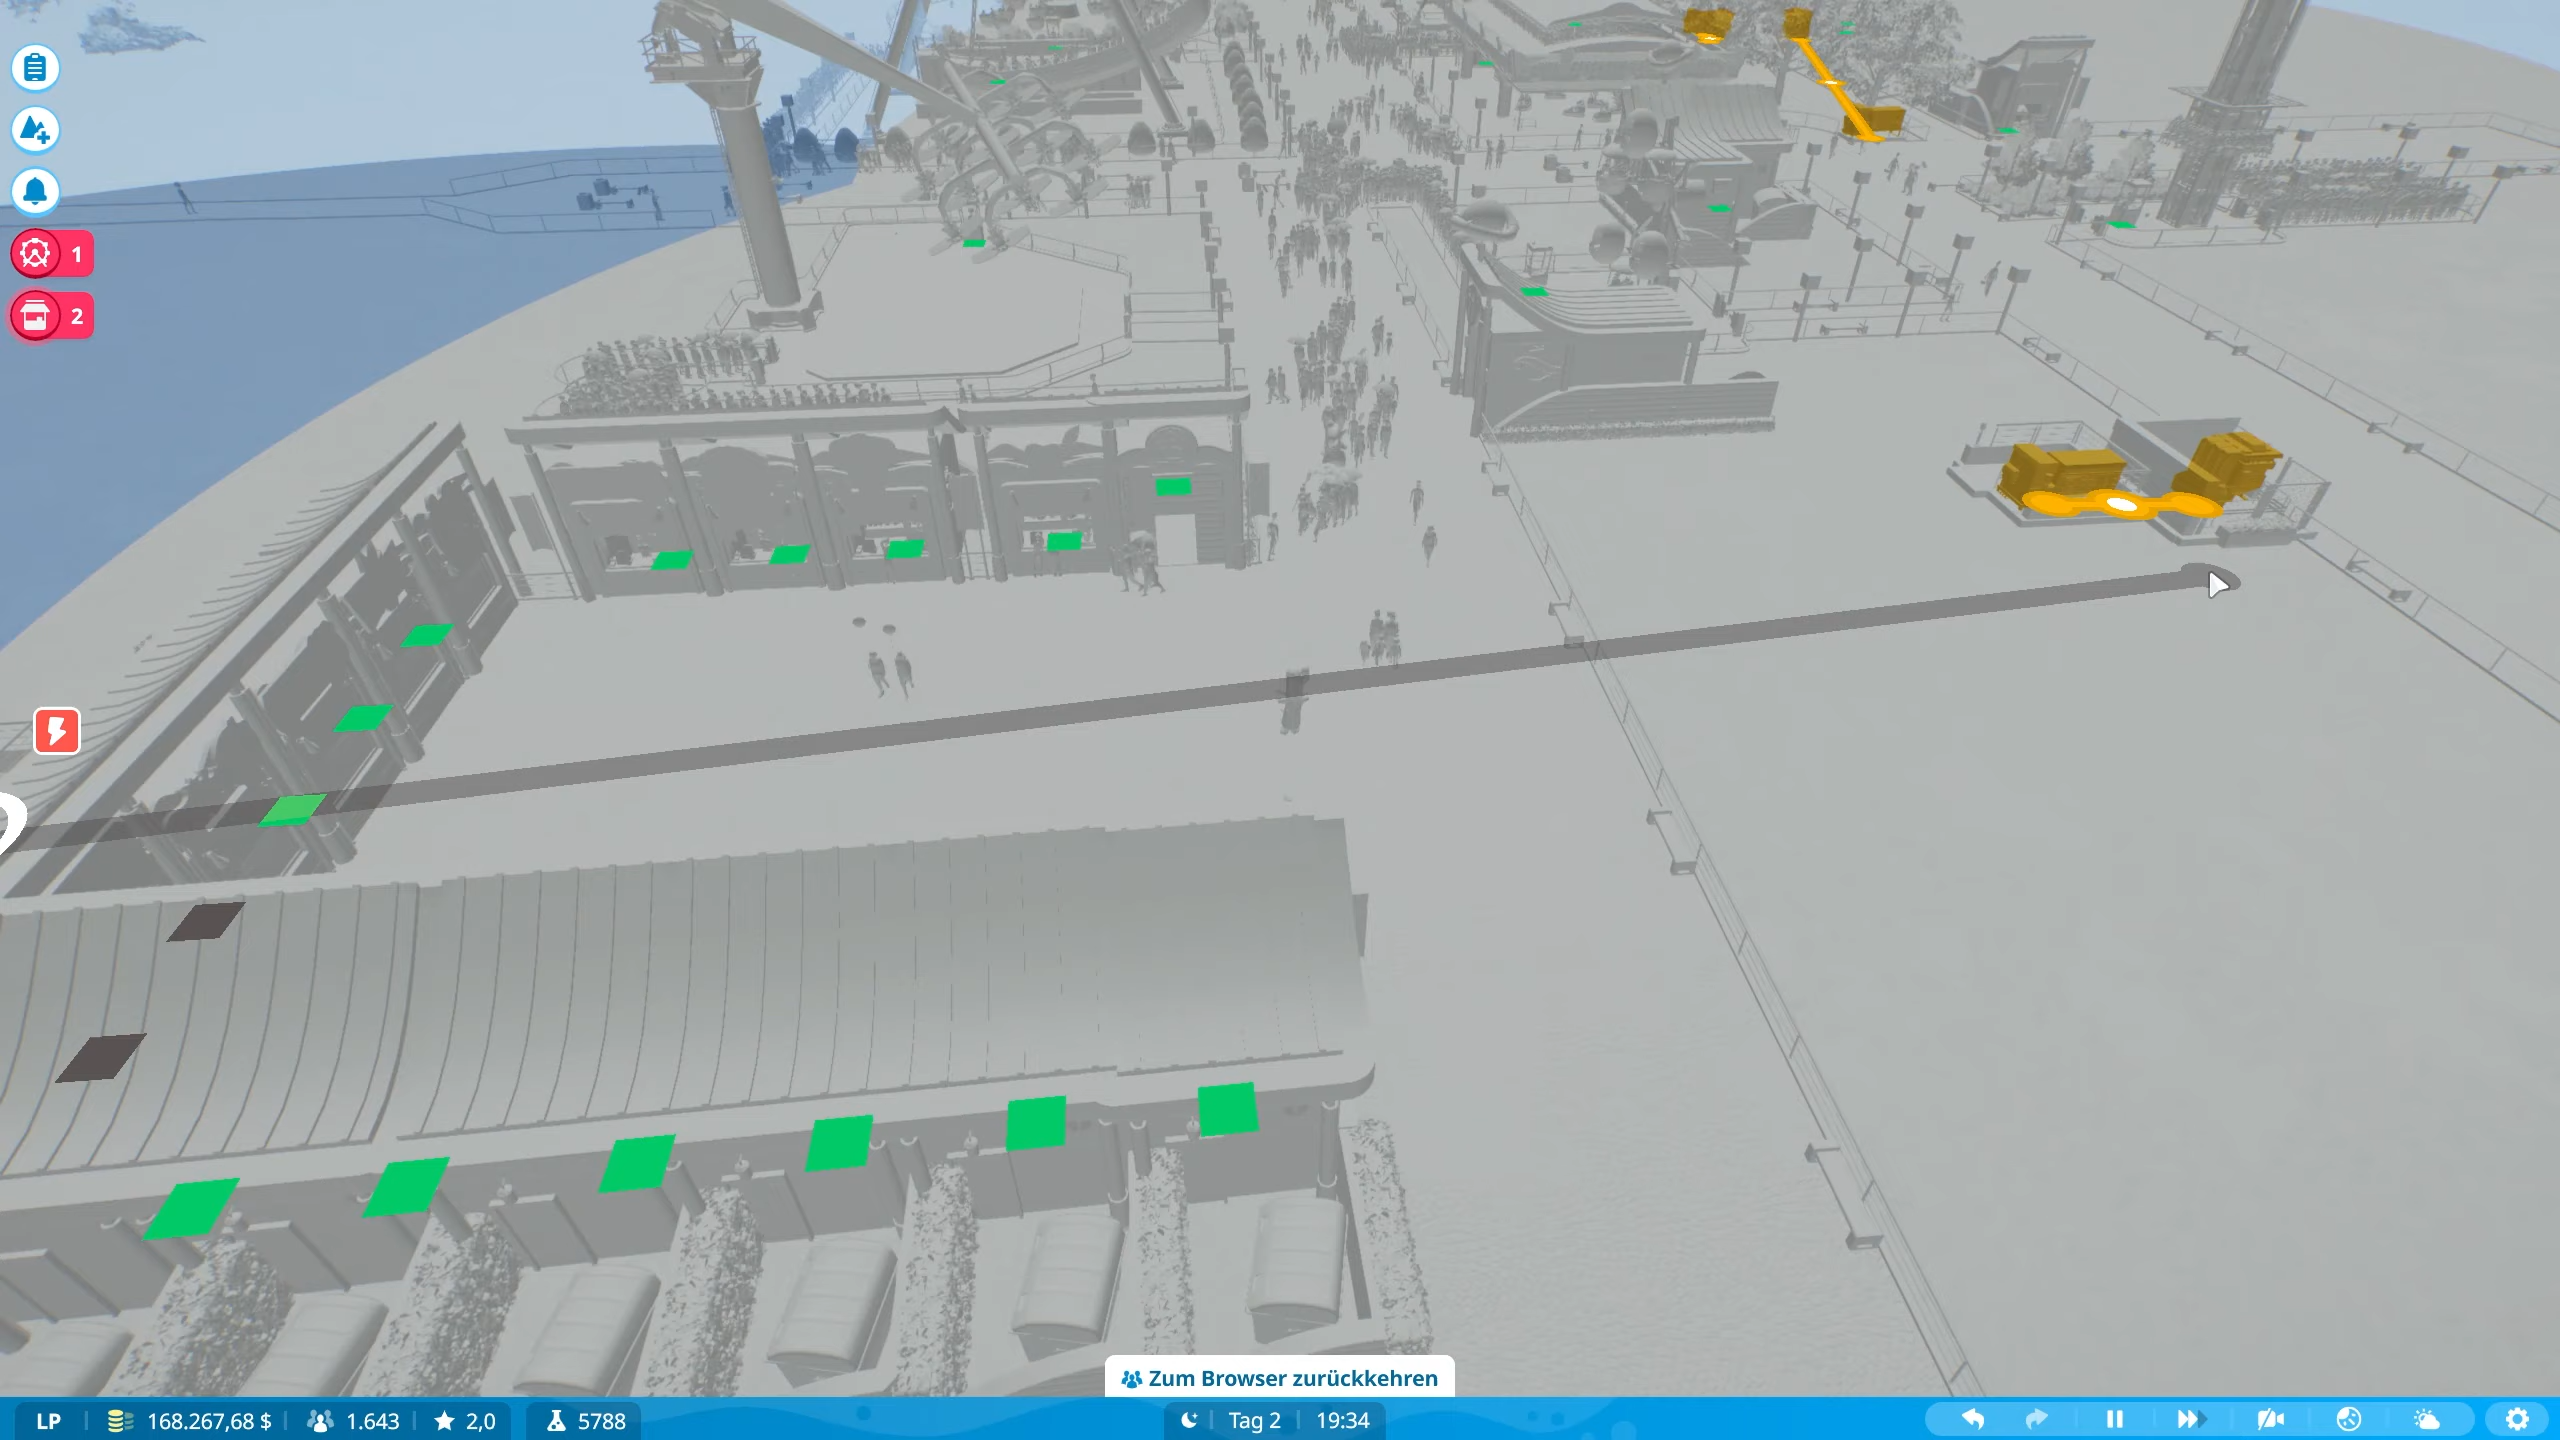 1
2
Zum Browser zurückkehren
LP
168.267,68 $
1.643
2,0
5788
Tag 2
19:34